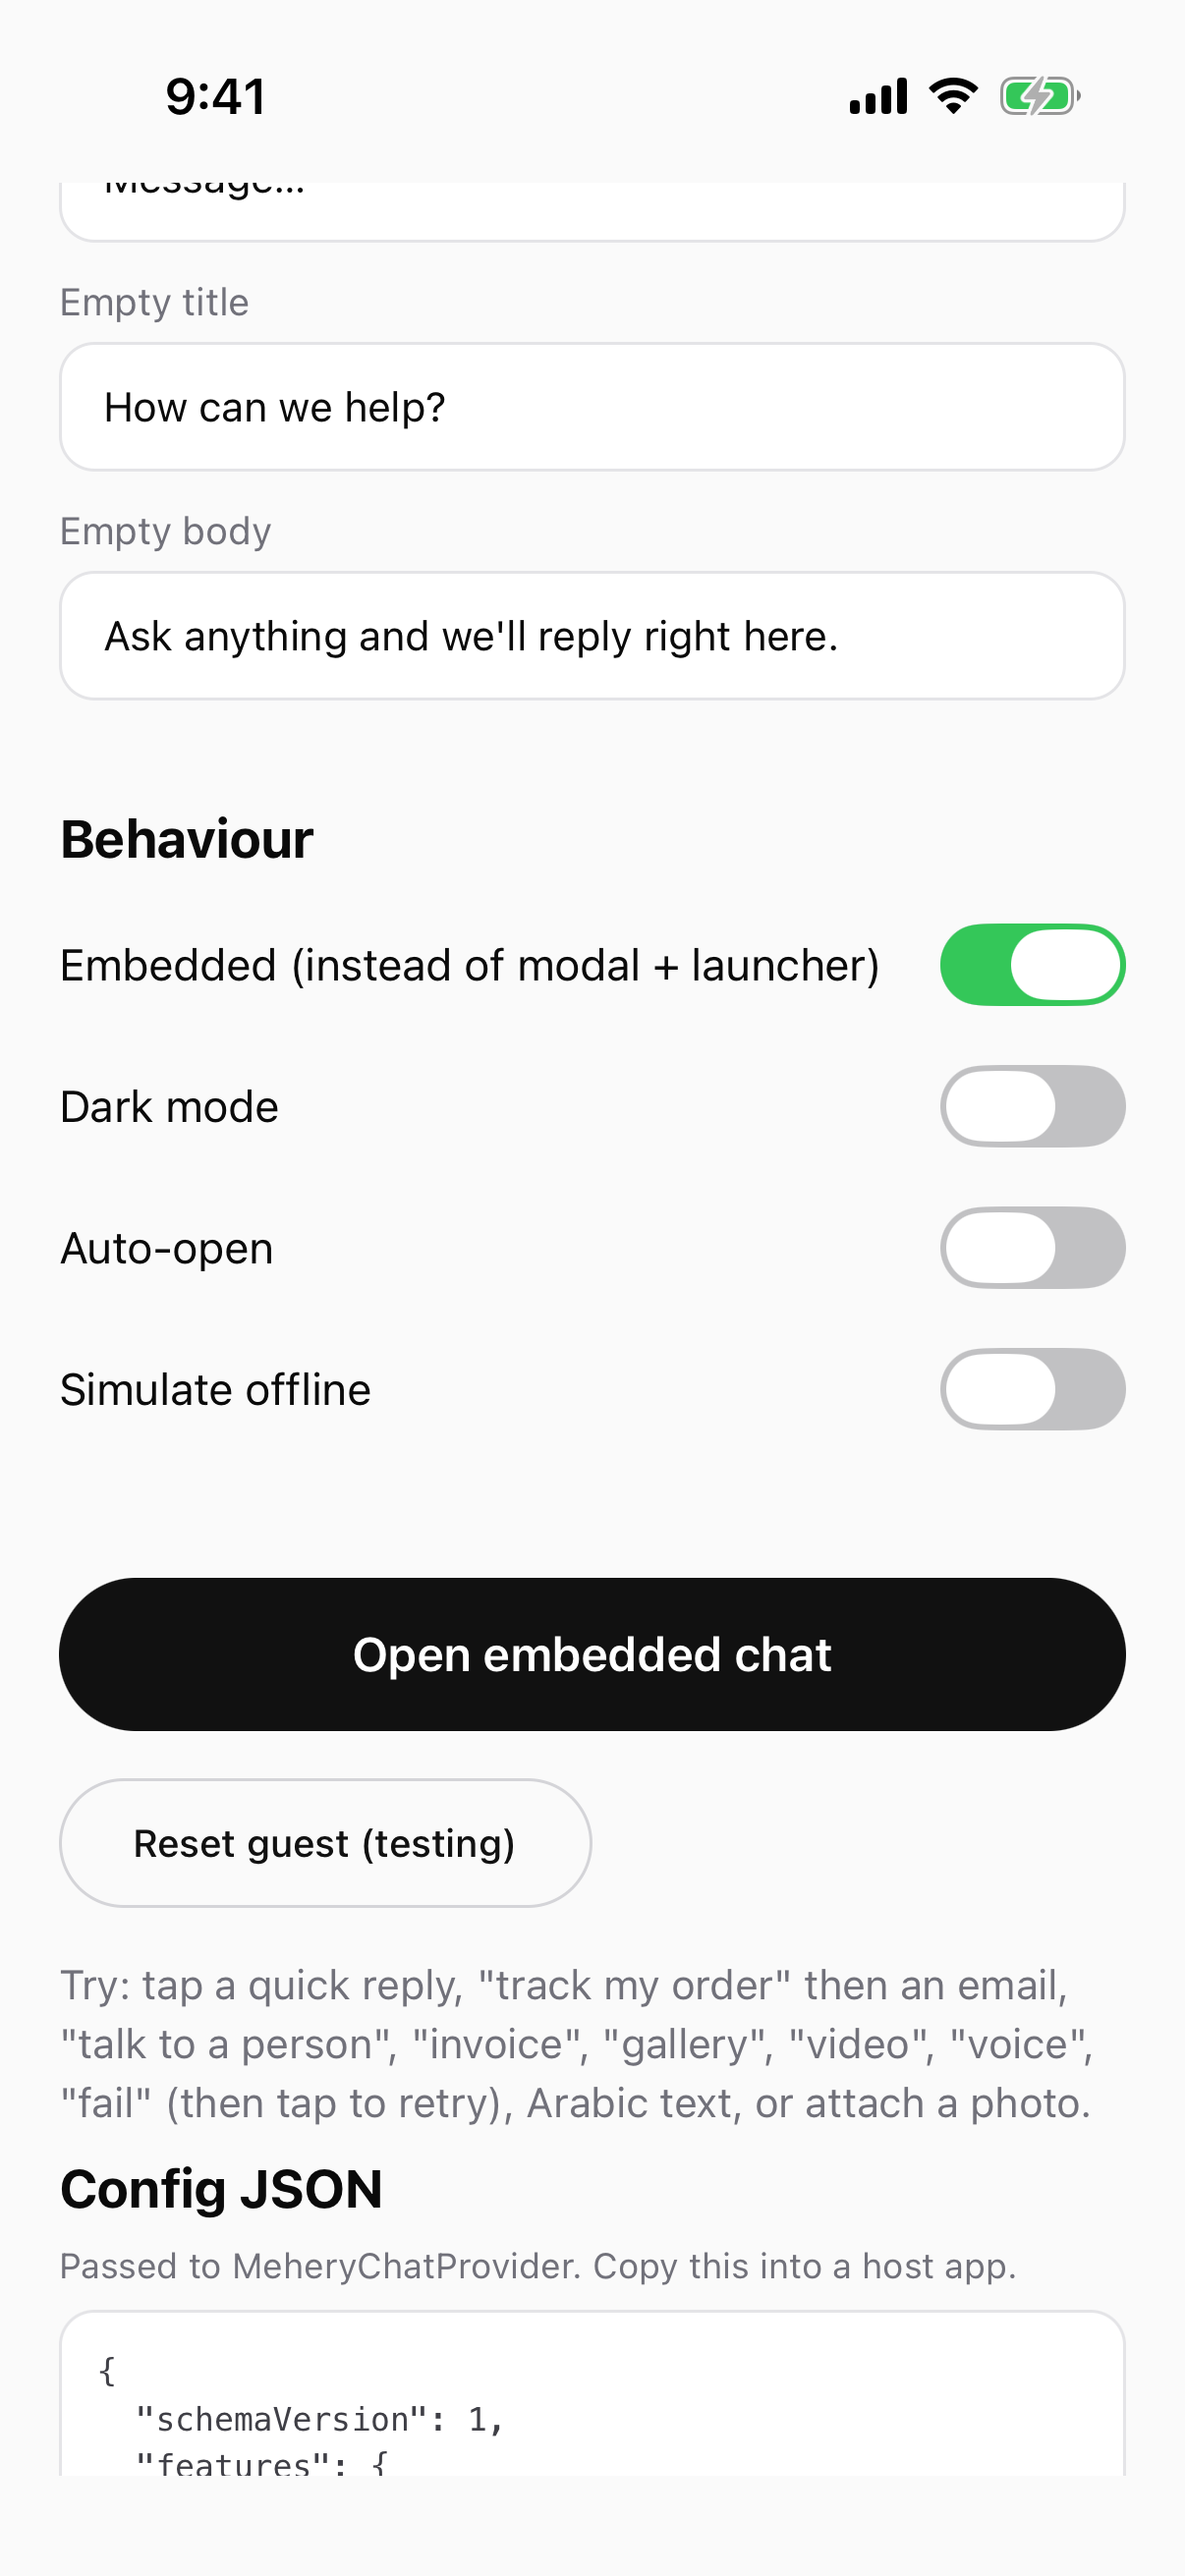 9:41
Message...
Empty title
How can we help?
Empty body
Ask anything and we'll reply right here.
Behaviour
Embedded (instead of modal + launcher)
Dark mode
Auto-open
Simulate offline
Open embedded chat
Reset guest (testing)
Try: tap a quick reply, "track my order" then an email,
"talk to a person", "invoice", "gallery", "video", "voice",
"fail" (then tap to retry), Arabic text, or attach a photo.
Config JSON
Passed to MeheryChatProvider. Copy this into a host app.
{
"schemaVersion": 1,
"features": {